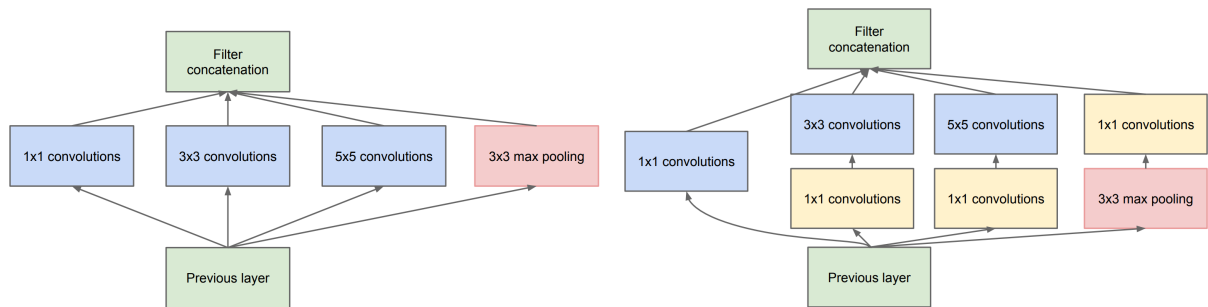 Filter
concatenation
1x1 convolutions
3x3 convolutions
5x5 convolutions
3x3 max pooling
Previous layer
Filter
concatenation
3x3 convolutions
5x5 convolutions
1x1 convolutions
1x1 convolutions
1x1 convolutions
1x1 convolutions
3x3 max pooling
Previous layer